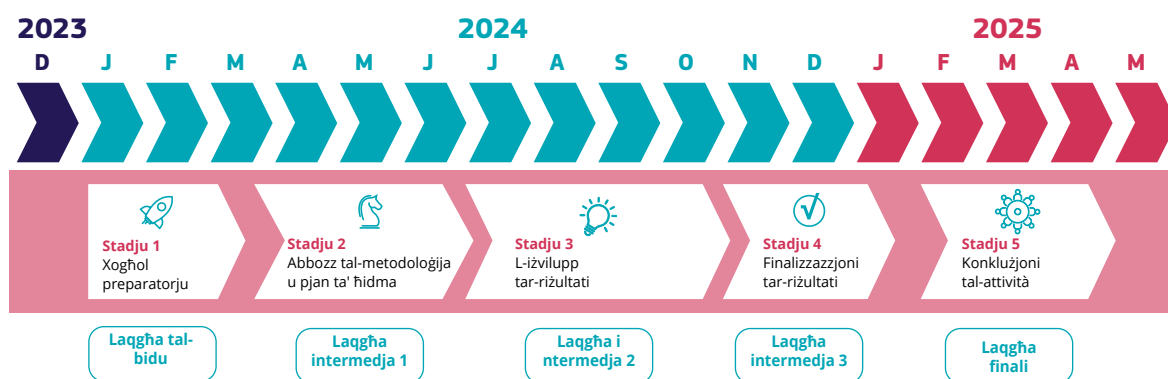 2023
2024
2025
D J F M A M J J A S O N D J F M A M
Stadju 1
Xogħol
preparatorju
Stadju 2
Abbozz tal-metodoloġija
u pjan ta' ħidma
Stadju 3
L-iżvilupp
tar-riżultati
Stadju 4
Finalizzazzjoni
tar-riżultati
Stadju 5
Konklużjoni
tal-attività
Laqgħa tal-
bidu
Laqgħa
intermedja 1
Laqgħa i
ntermedja 2
Laqgħa
intermedja 3
Laqgħa
finali